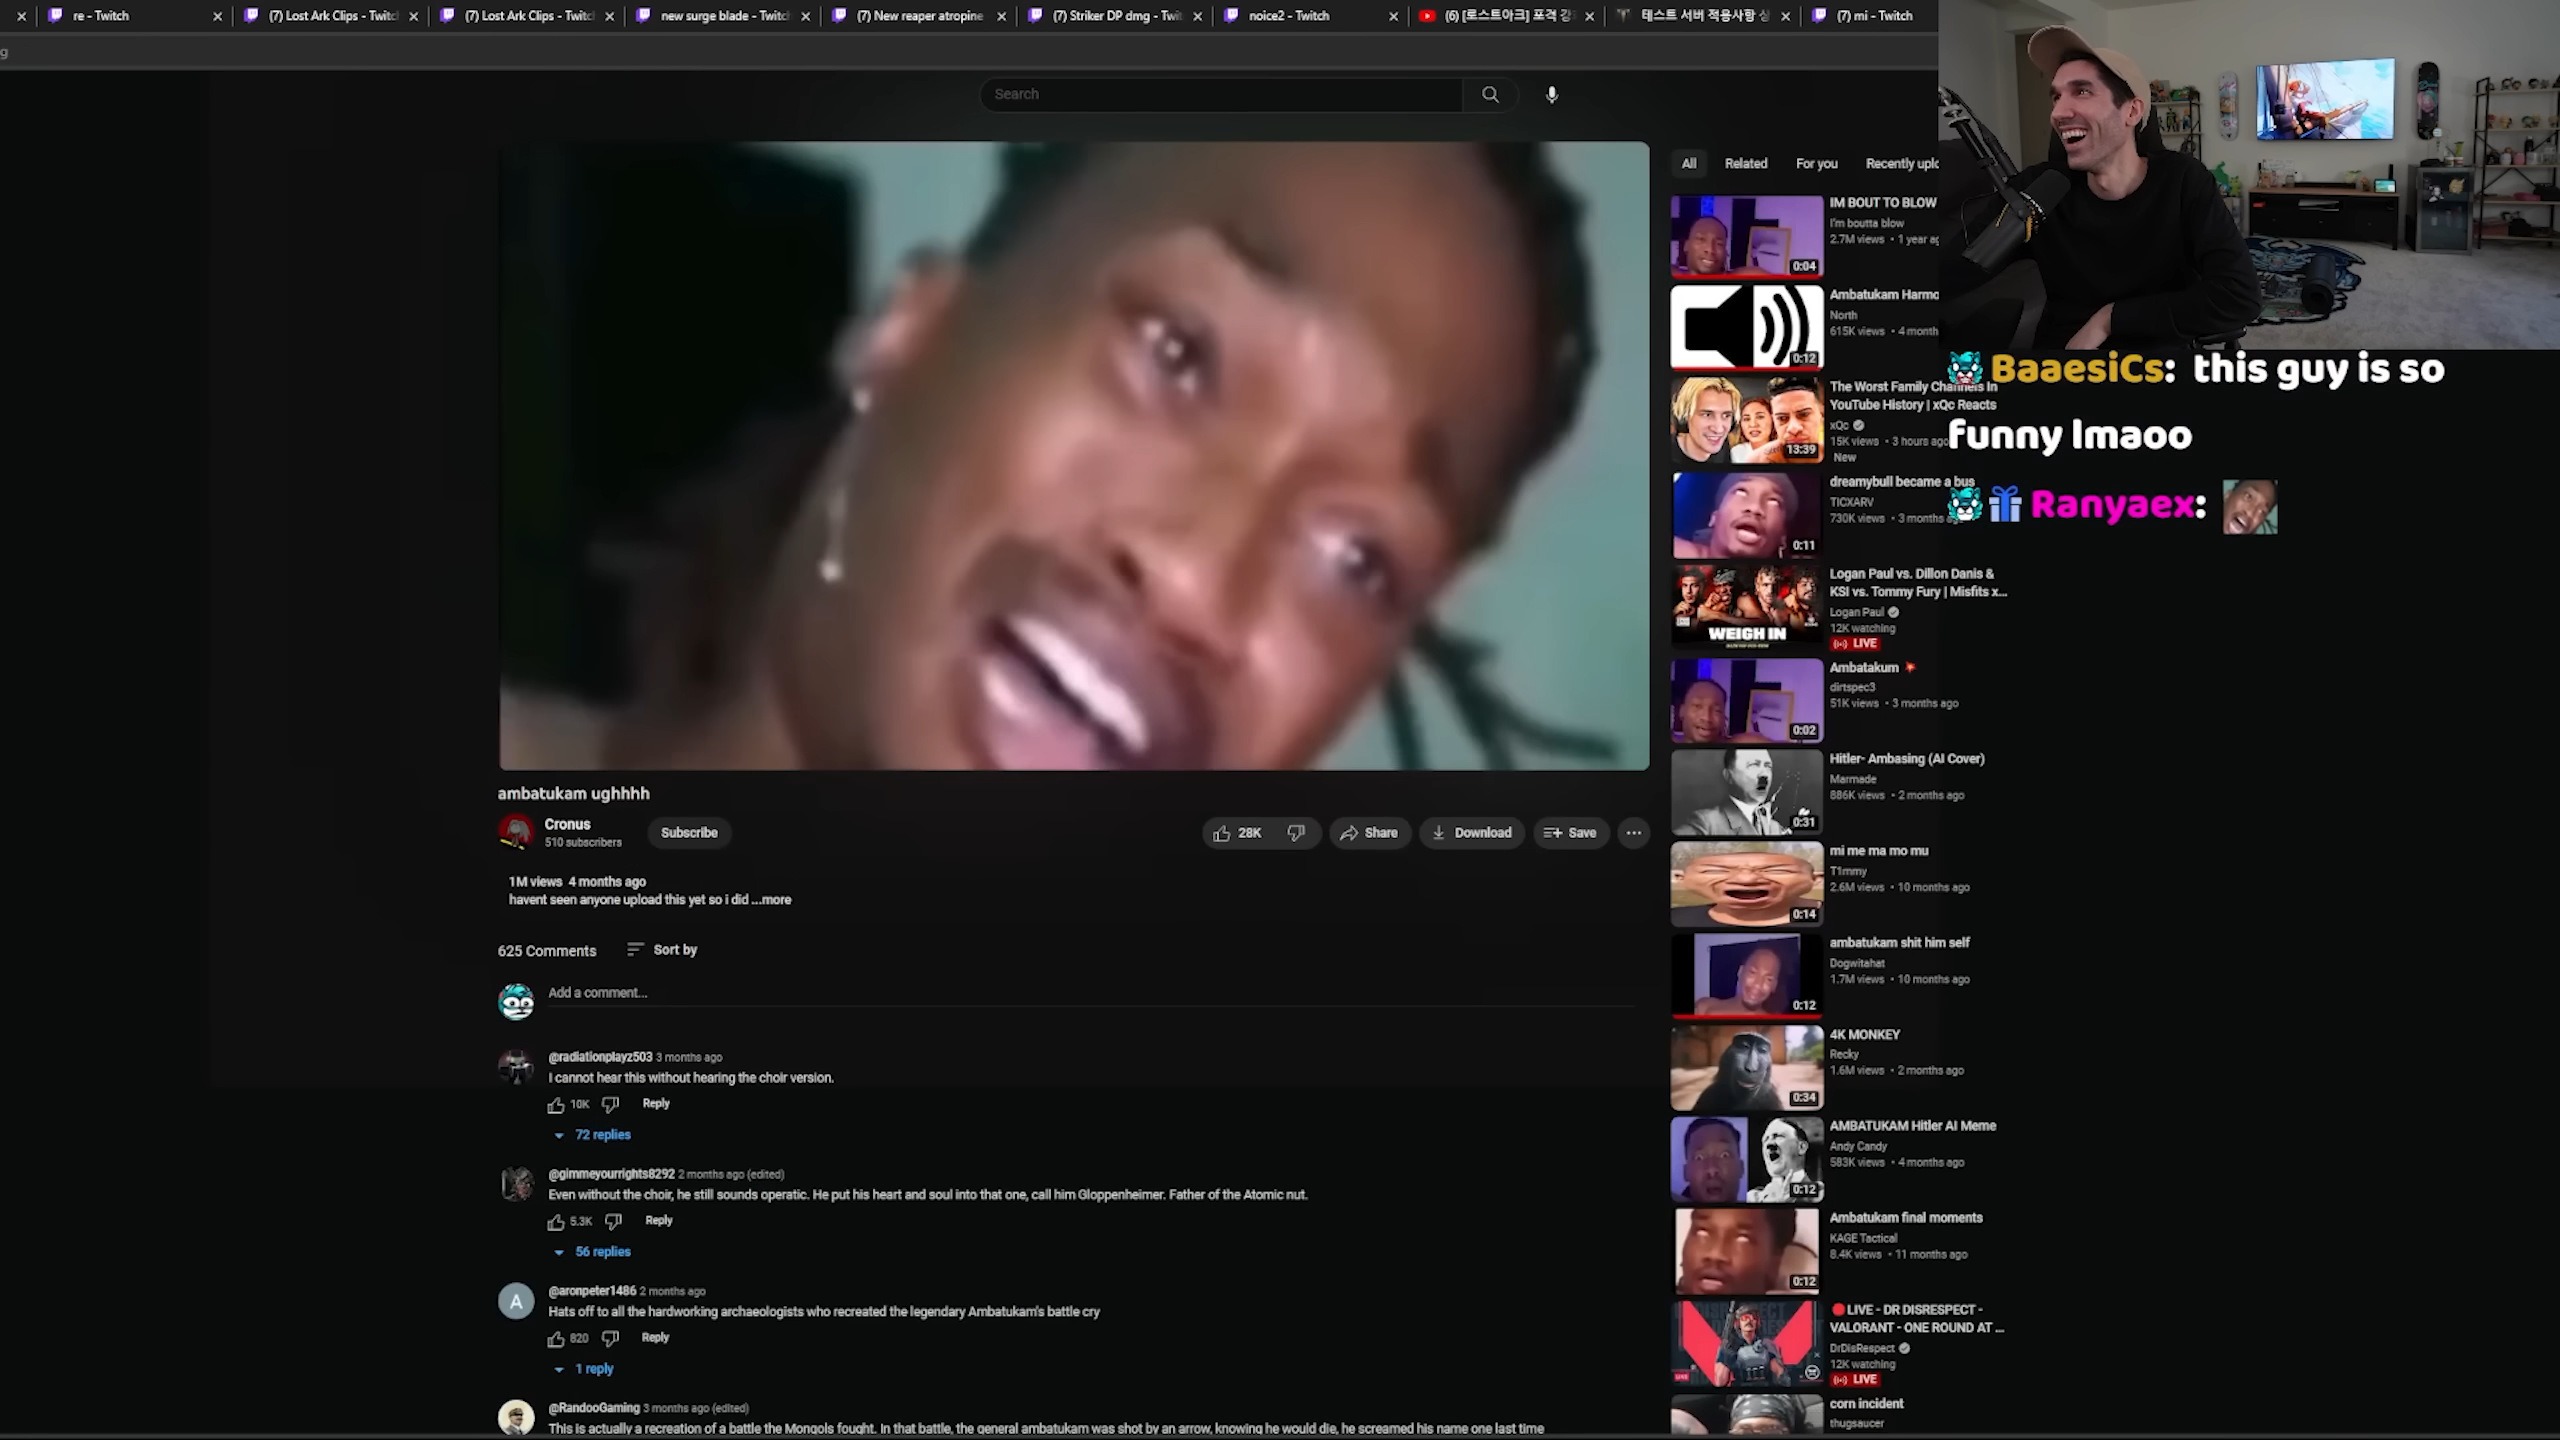 re - Twitch
(7) Lost Ark Clips - Twitc
(7) Lost Ark Clips - Twitc
new surge blade - Twitc
(7) New reaper atropine
(7) Striker DP dmg - Twit
noice2 - Twitch
(6) [로스트아크] 포격 강
테스트 서버 적용사항 상
(7) mi - Twitch
g
Search
All
Related
For you
Recently uplo
IM BOUT TO BLOW
I'm boutta blow
2.7M views • 1 year ag
0:04
Ambatukam Harmo
North
615K views • 4 month
0:12
The Worst Family Channels In
YouTube History | xQc Reacts
xQc
15K views • 3 hours ago
New
13:39
dreamybull became a bus
TICXARV
730K views • 3 months
0:11
Logan Paul vs. Dillon Danis &
KSI vs. Tommy Fury | Misfits x...
Logan Paul
12K watching
LIVE
WEIGH IN
Ambatakum
dirtspec3
51K views • 3 months ago
0:02
Hitler- Ambasing (AI Cover)
Marmade
886K views • 2 months ago
0:31
mi me ma mo mu
T1mmy
2.6M views • 10 months ago
0:14
ambatukam shit him self
Dogwitahat
1.7M views • 10 months ago
0:12
4K MONKEY
Recky
1.6M views • 2 months ago
0:34
AMBATUKAM Hitler AI Meme
Andy Candy
583K views • 4 months ago
0:12
Ambatukam final moments
KAGE Tactical
8.4K views • 11 months ago
0:12
LIVE - DR DISRESPECT -
VALORANT - ONE ROUND AT ...
DrDisRespect
12K watching
LIVE
corn incident
thugsaucer
BaaesiCs: this guy is so
funny lmaoo
Ranyaex:
ambatukam ughhhh
Cronus
510 subscribers
Subscribe
28K
Share
Download
Save
1M views 4 months ago
havent seen anyone upload this yet so i did ...more
625 Comments
Sort by
Add a comment...
@radiationplayz503 3 months ago
I cannot hear this without hearing the choir version.
10K
Reply
72 replies
@gimmeyourrights8292 2 months ago (edited)
Even without the choir, he still sounds operatic. He put his heart and soul into that one, call him Gloppenheimer. Father of the Atomic nut.
5.3K
Reply
56 replies
A
@aronpeter1486 2 months ago
Hats off to all the hardworking archaeologists who recreated the legendary Ambatukam's battle cry
820
Reply
1 reply
@RandooGaming 3 months ago (edited)
This is actually a recreation of a battle the Mongols fought. In that battle, the general ambatukam was shot by an arrow, knowing he would die, he screamed his name one last time